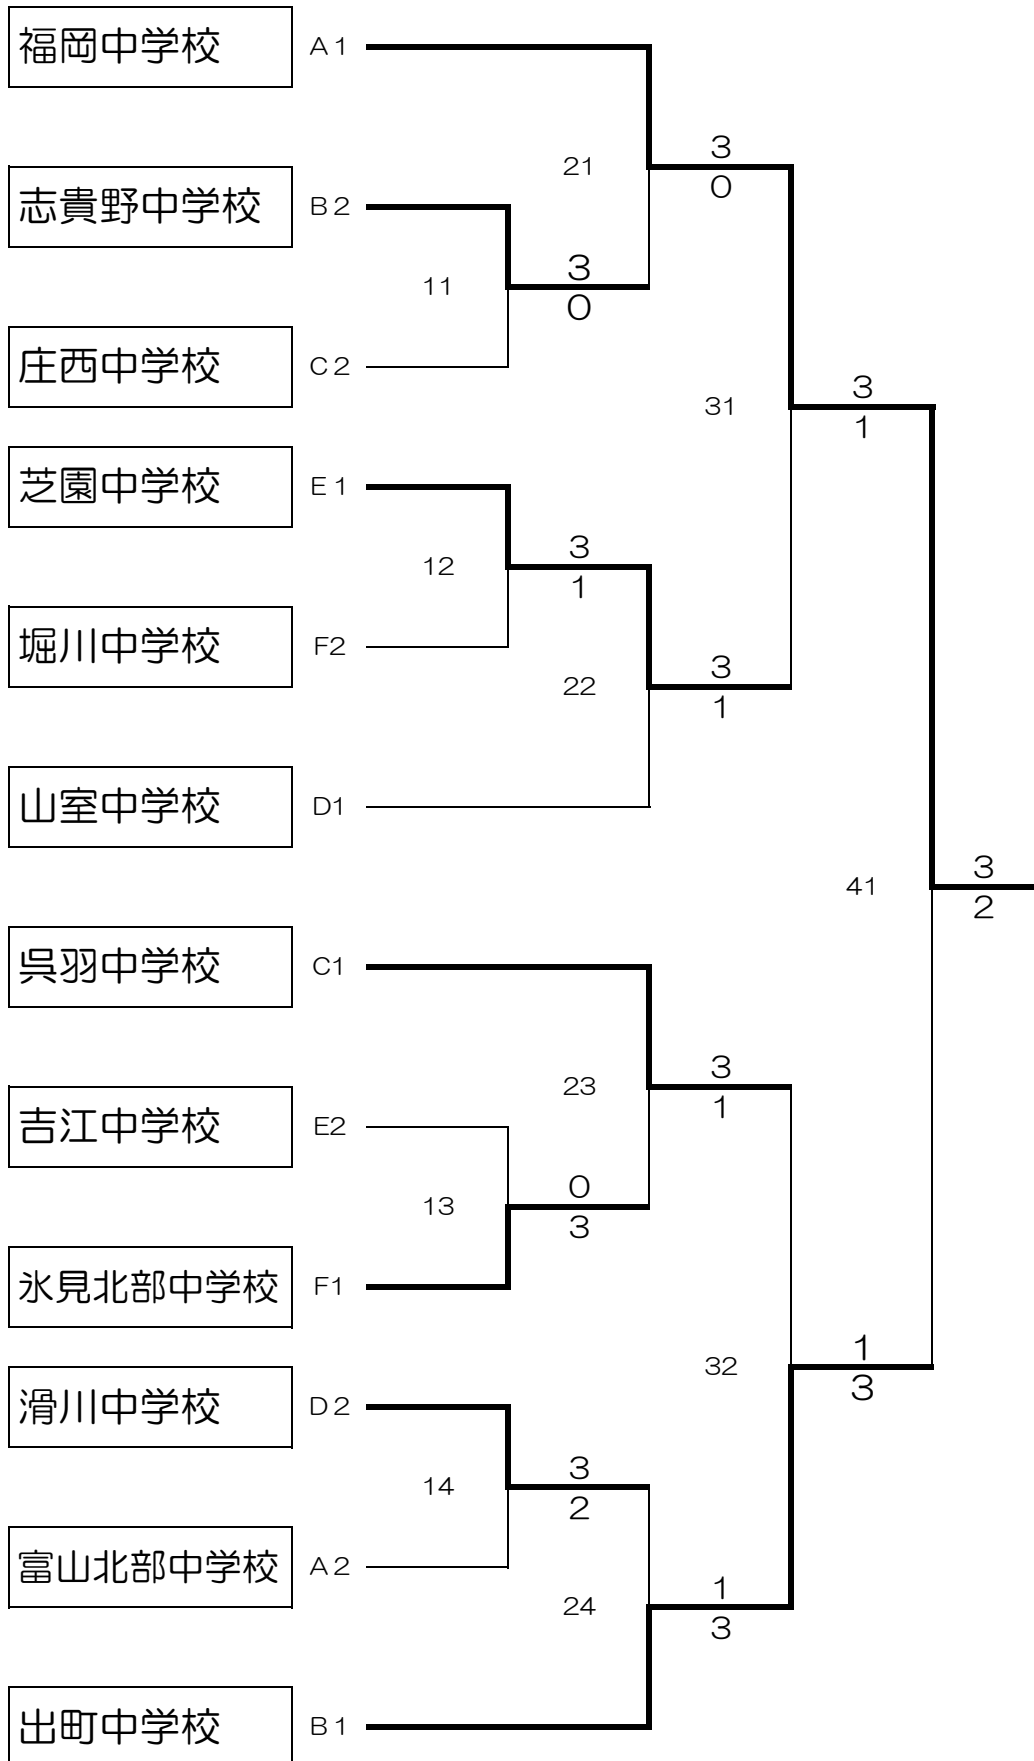 福岡中学校 A1
3
21
0
志貴野中学校 B2
3
11
0
庄西中学校 C2
3
31
1
芝園中学校 E1
3
12
1
堀川中学校 F2
3
22
1
山室中学校 D1
3
41
2
呉羽中学校 C1
3
23
1
吉江中学校 E2
0
13
3
氷見北部中学校 F1
1
32
3
滑川中学校 D2
3
14
2
富山北部中学校 A2
1
24
3
出町中学校 B1